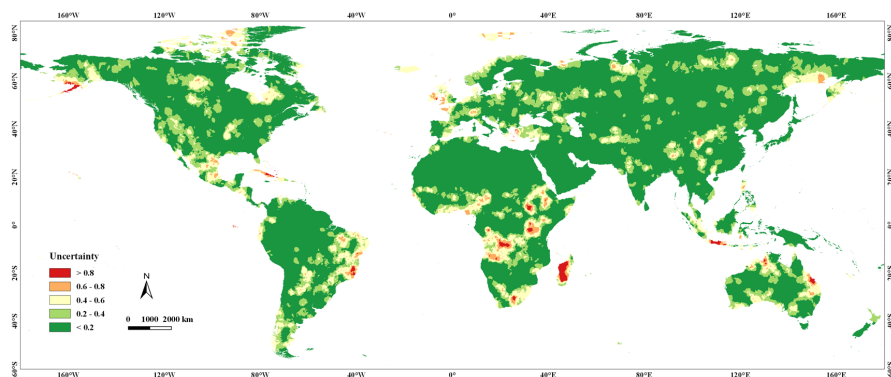 160°W 120°W 80°W 40°W 0° 40°E 80°E 120°E 160°E
80°N 80°N
60°N 60°N
40°N 40°N
20°N 20°N
0° 0°
20°S 20°S
40°S 40°S
60°S 60°S
Uncertainty
> 0.8
0.6 - 0.8
0.4 - 0.6
0.2 - 0.4
< 0.2
N
0 1000 2000 km
160°W 120°W 80°W 40°W 0° 40°E 80°E 120°E 160°E